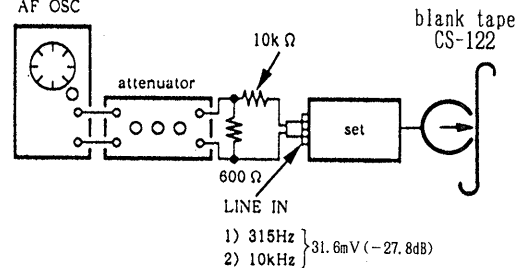 AF OSC
blank tape
CS-122
10k Ω
attenuator
set
600 Ω
LINE IN
1) 315Hz
2) 10kHz
31.6mV (−27.8dB)